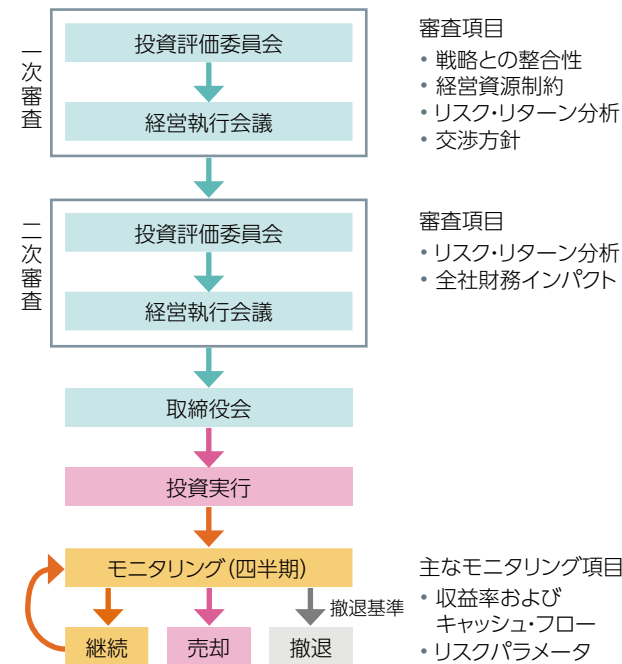 一次審査
投資評価委員会
経営執行会議
審査項目
• 戦略との整合性
• 経営資源制約
• リスク・リターン分析
• 交渉方針
二次審査
投資評価委員会
経営執行会議
審査項目
• リスク・リターン分析
• 全社財務インパクト
取締役会
投資実行
モニタリング(四半期)
撤退基準
継続
売却
撤退
主なモニタリング項目
• 収益率および
キャッシュ・フロー
• リスクパラメータ